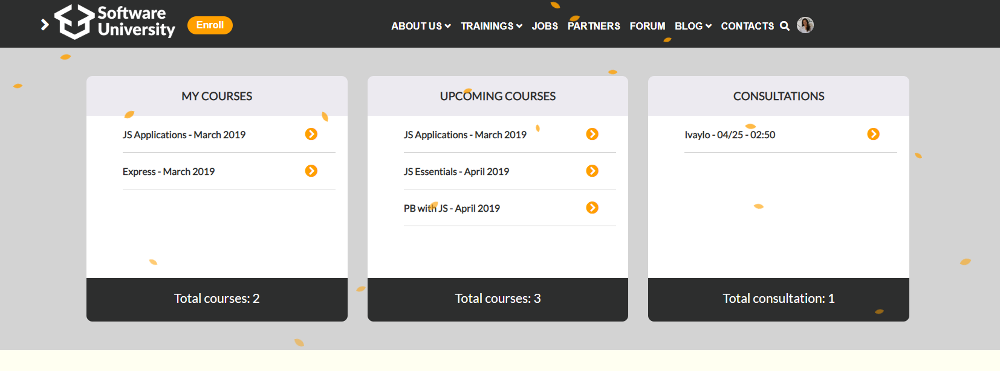 Software
University
Enroll
ABOUT US TRAININGS JOBS PARTNERS FORUM BLOG CONTACTS
MY COURSES
JS Applications - March 2019
Express - March 2019
Total courses: 2
UPCOMING COURSES
JS Applications - March 2019
JS Essentials - April 2019
PB with JS - April 2019
Total courses: 3
CONSULTATIONS
Ivaylo - 04/25 - 02:50
Total consultation: 1